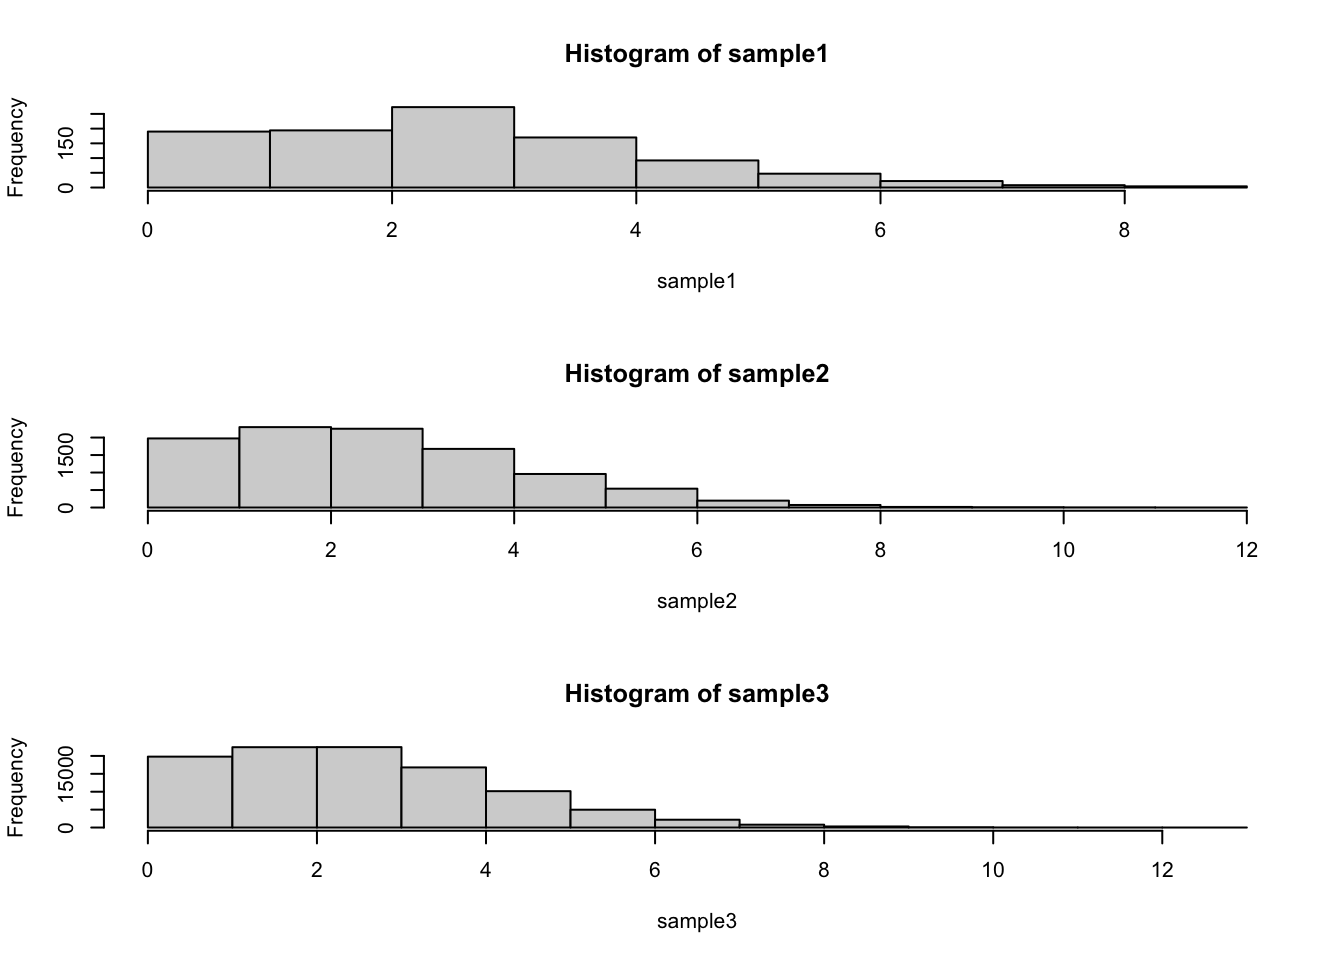 Histogram of sample1
Frequency
150
0
0 2 4 6 8
sample1
Histogram of sample2
Frequency
1500
0
0 2 4 6 8 10 12
sample2
Histogram of sample3
Frequency
15000
0
0 2 4 6 8 10 12
sample3